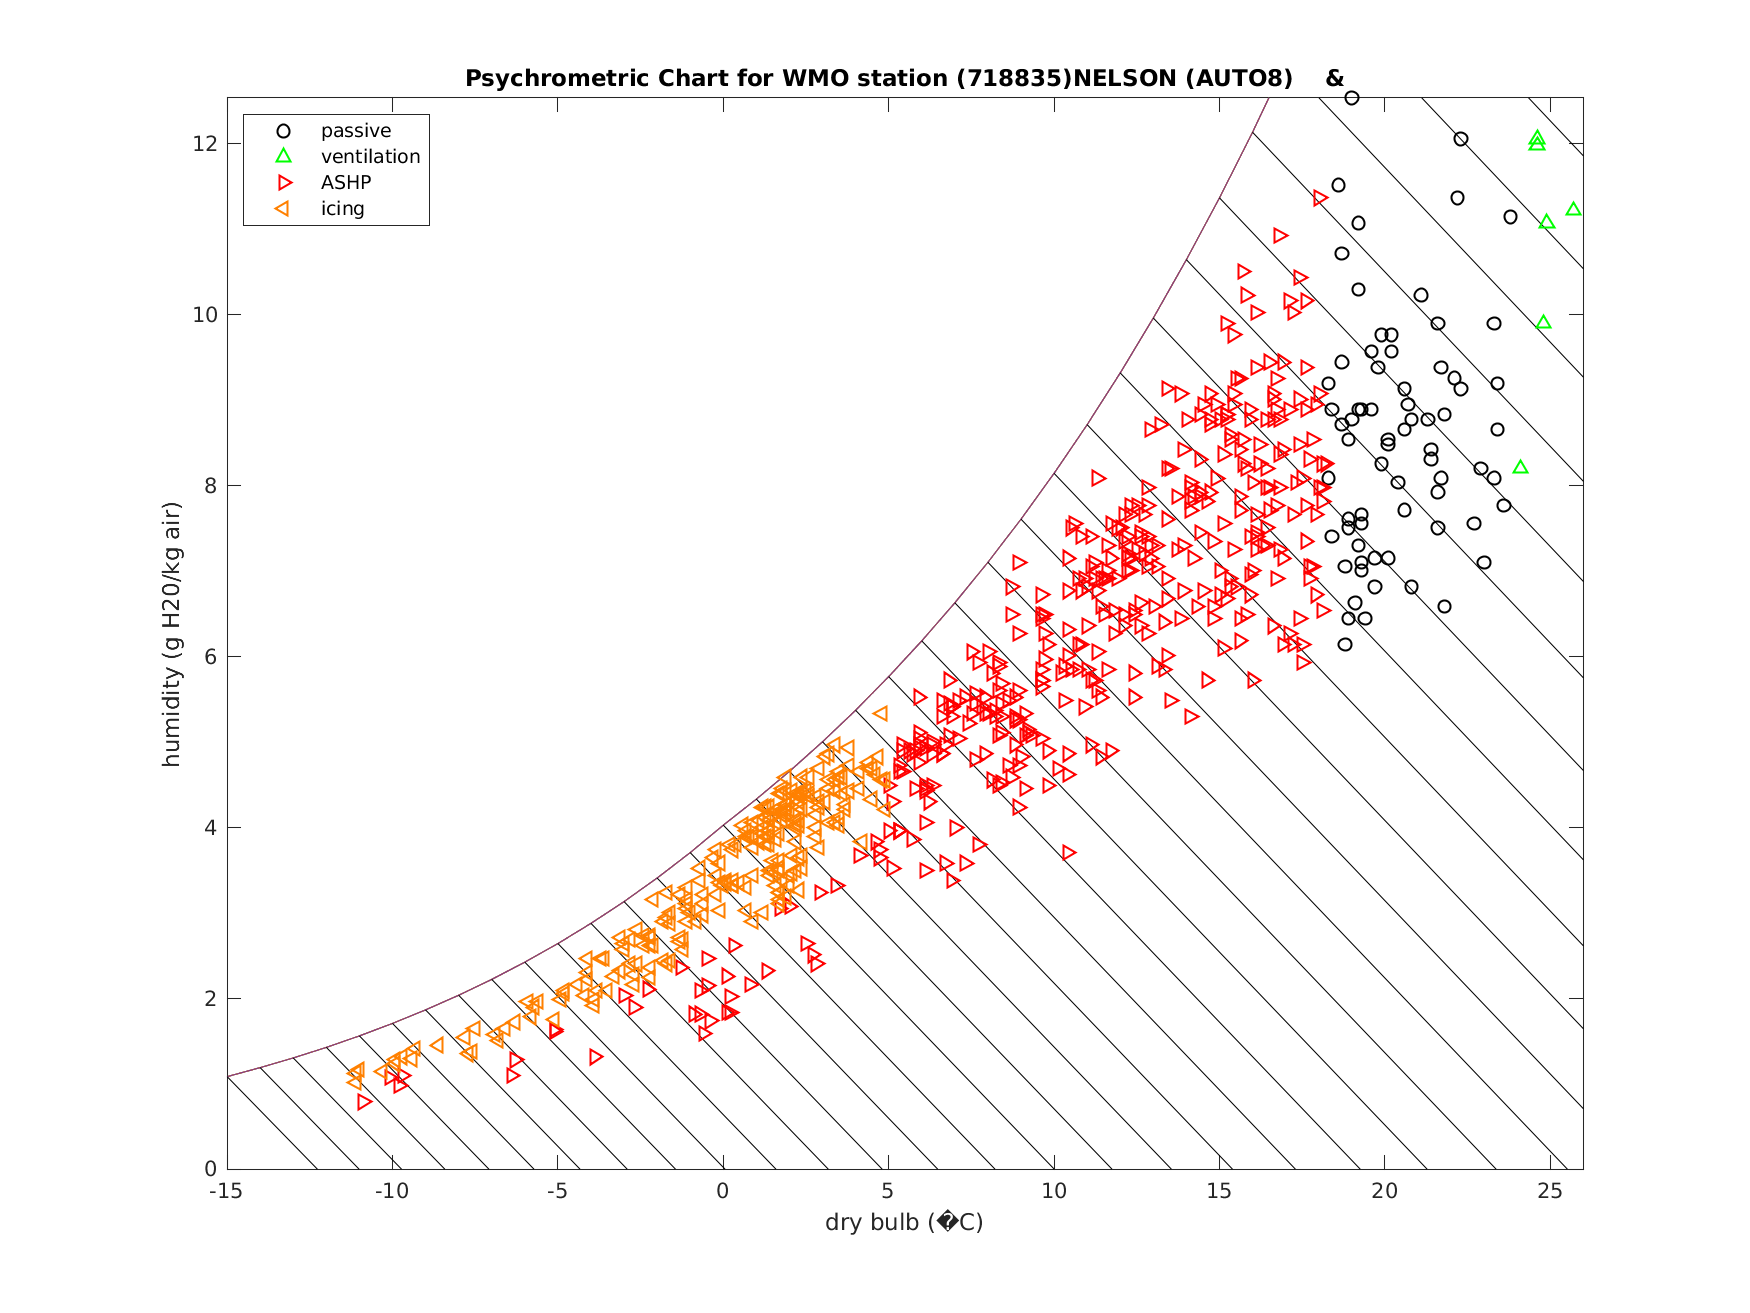 Psychrometric Chart for WMO station (718835)NELSON (AUTO8) &
passive
ventilation
ASHP
icing
humidity (g H20/kg air)
12
10
8
6
4
2
0
-15 -10 -5 0 5 10 15 20 25
dry bulb (�C)